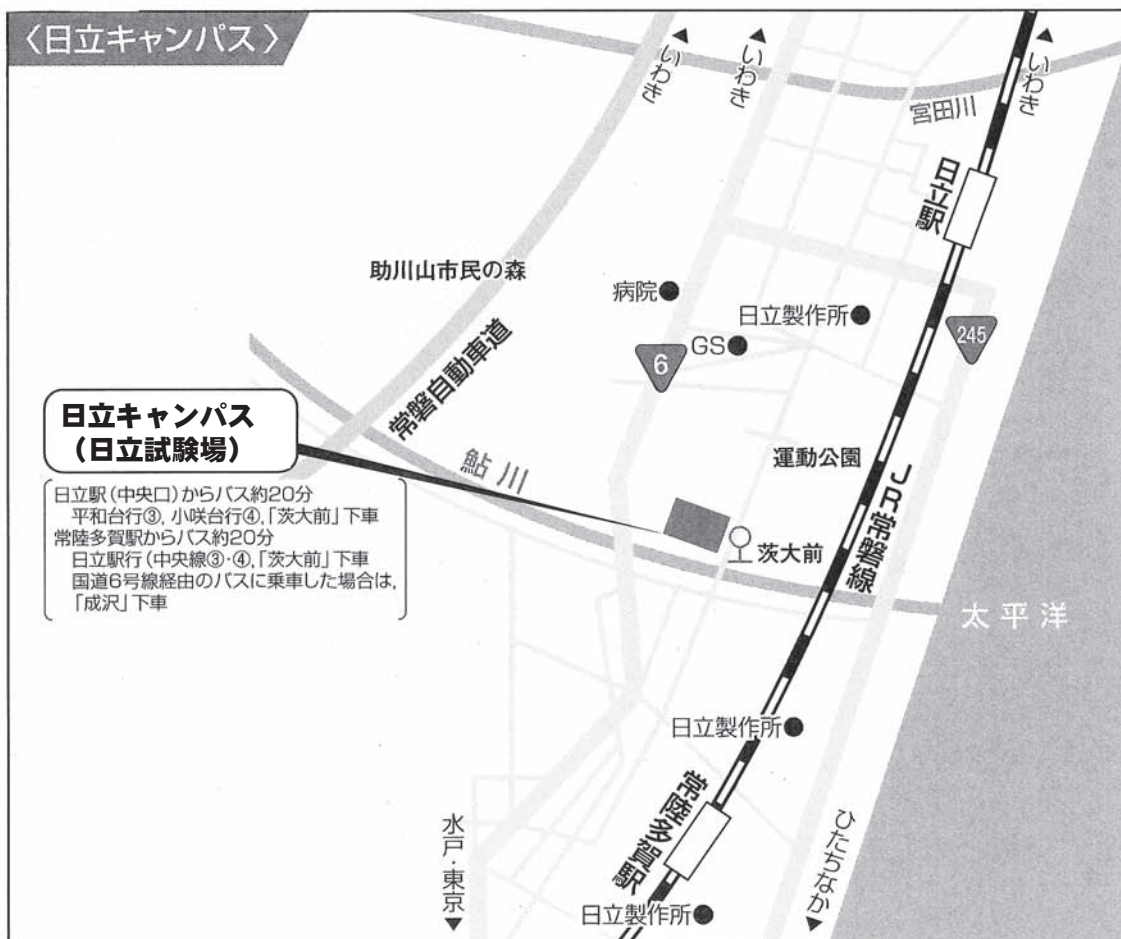 〈日立キャンパス〉
▲いわき
▲いわき
▲いわき
宮田川
日立駅
助川山市民の森
病院
日立製作所
GS
6
245
常磐自動車道
日立キャンパス
（日立試験場）
鮎川
運動公園
JR常磐線
日立駅（中央口）からバス約20分
平和台行③，小咲台行④，「茨大前」下車
常陸多賀駅からバス約20分
日立駅行（中央線③・④，「茨大前」下車
国道6号線経由のバスに乗車した場合は，
「成沢」下車
茨大前
太平洋
日立製作所
常陸多賀駅
水戸・東京▼
ひたちなか▼
日立製作所